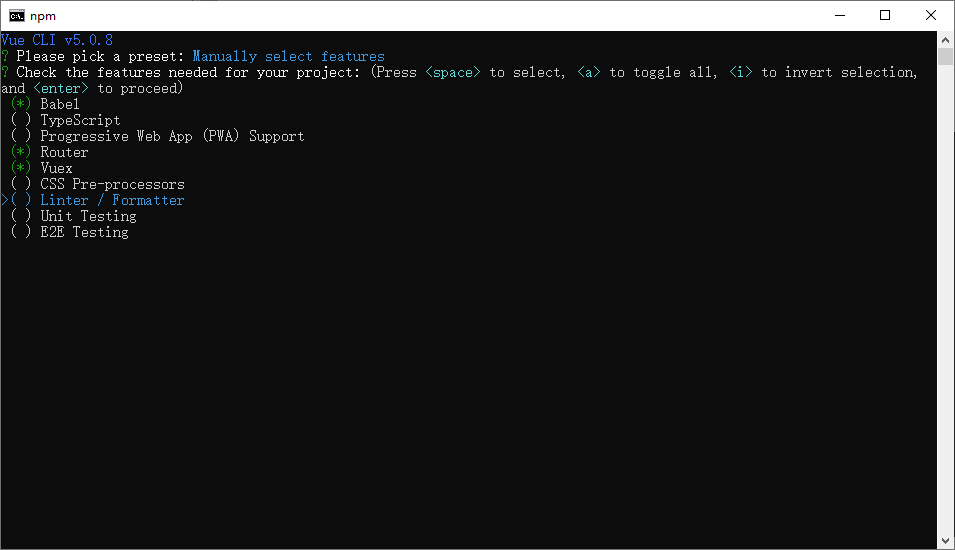 npm
Vue CLI v5.0.8
? Please pick a preset: Manually select features
? Check the features needed for your project: (Press <space> to select, <a> to toggle all, <i> to invert selection,
and <enter> to proceed)
(*) Babel
( ) TypeScript
( ) Progressive Web App (PWA) Support
(*) Router
(*) Vuex
( ) CSS Pre-processors
>( ) Linter / Formatter
( ) Unit Testing
( ) E2E Testing